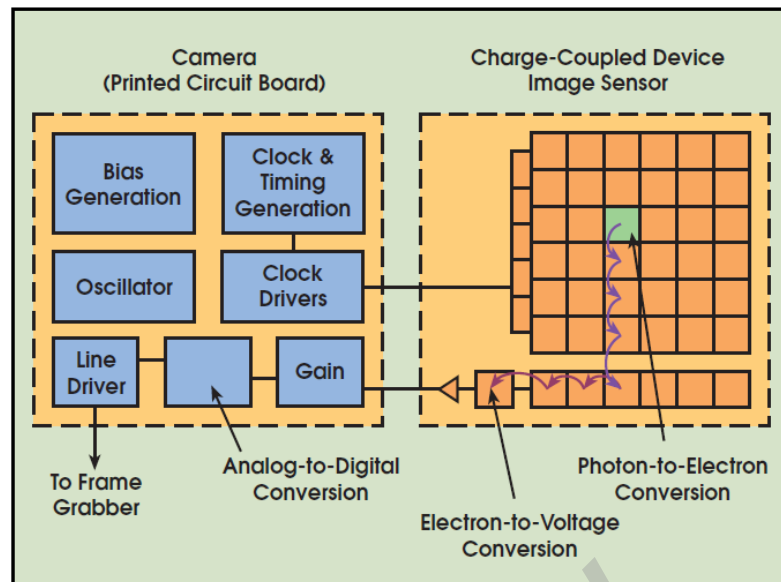 Camera
(Printed Circuit Board)
Charge-Coupled Device
Image Sensor
Bias
Generation
Clock &
Timing
Generation
Oscillator
Clock
Drivers
Line
Driver
Gain
To Frame
Grabber
Analog-to-Digital
Conversion
Electron-to-Voltage
Conversion
Photon-to-Electron
Conversion